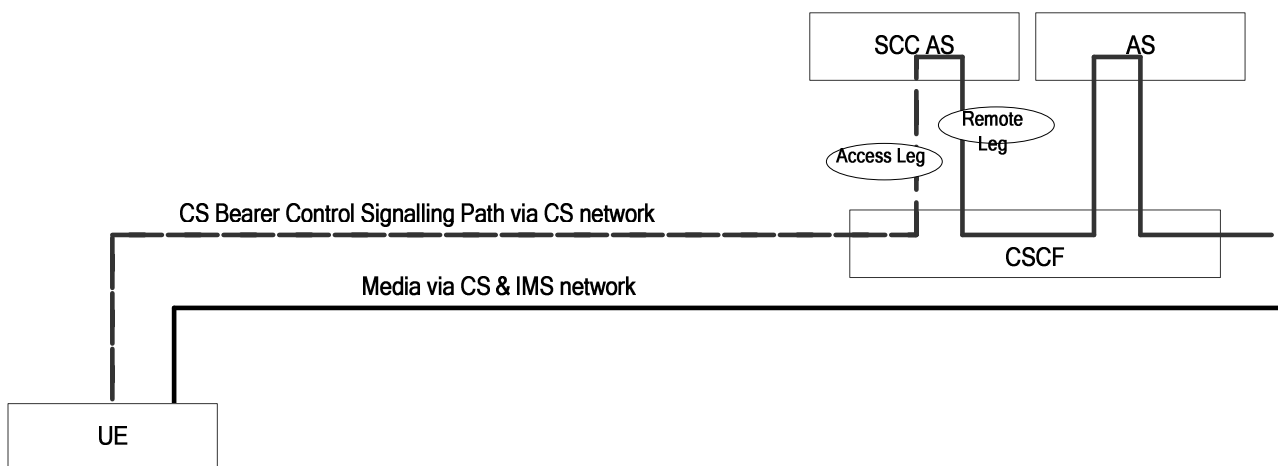 SCC AS
AS
Remote
Leg
Access Leg
CS Bearer Control Signalling Path via CS network
CSCF
Media via CS & IMS network
UE